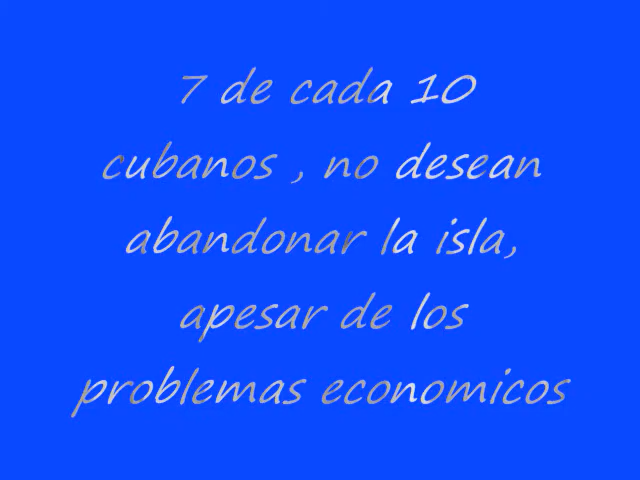 7 de cada 10
cubanos , no desean
abandonar la isla,
apesar de los
problemas economicos